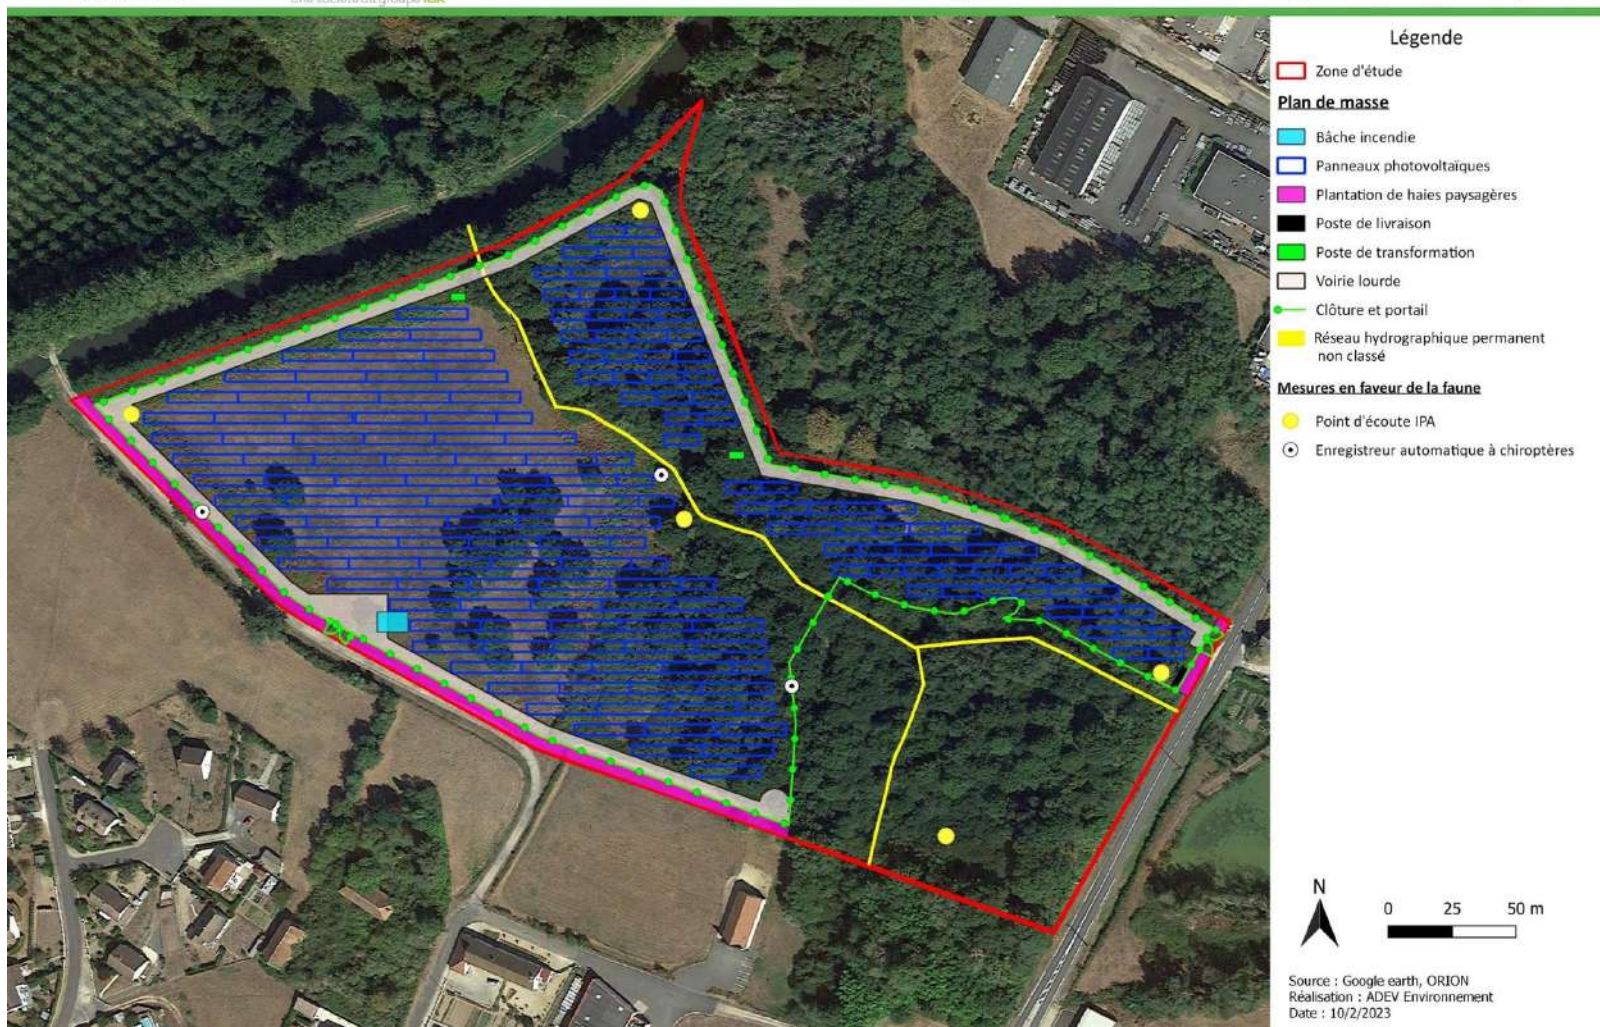 Légende
Zone d'étude
Plan de masse
Bâche incendie
Panneaux photovoltaïques
Plantation de haies paysagères
Poste de livraison
Poste de transformation
Voirie lourde
Clôture et portail
Réseau hydrographique permanent
non classé
Mesures en faveur de la faune
Point d'écoute IPA
Enregistreur automatique à chiroptères
N
0 25 50 m
Source : Google earth, ORION
Réalisation : ADEV Environnement
Date : 10/2/2023